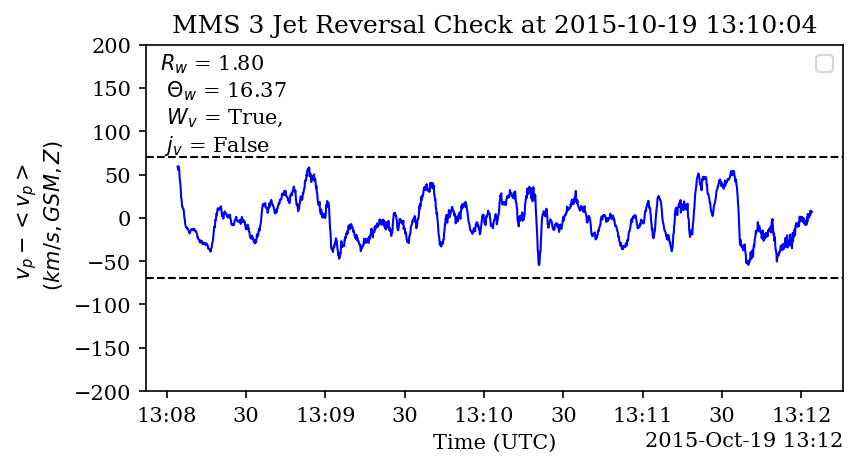 MMS 3 Jet Reversal Check at 2015-10-19 13:10:04
R_w = 1.80
Θ_w = 16.37
W_v = True,
j_v = False
v_p − < v_p >
(km/s, GSM, Z)
200
150
100
50
0
−50
−100
−150
−200
13:08 30 13:09 30 13:10 30 13:11 30 13:12
Time (UTC) 2015-Oct-19 13:12